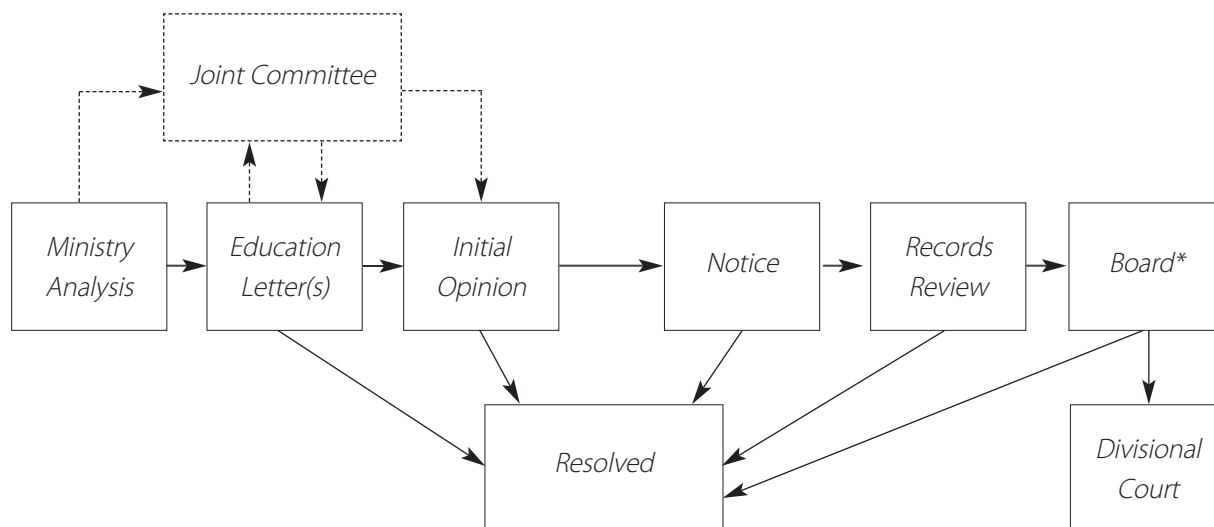 Joint Committee
Ministry
Analysis
Education
Letter(s)
Initial
Opinion
Notice
Records
Review
Board*
Resolved
Divisional
Court